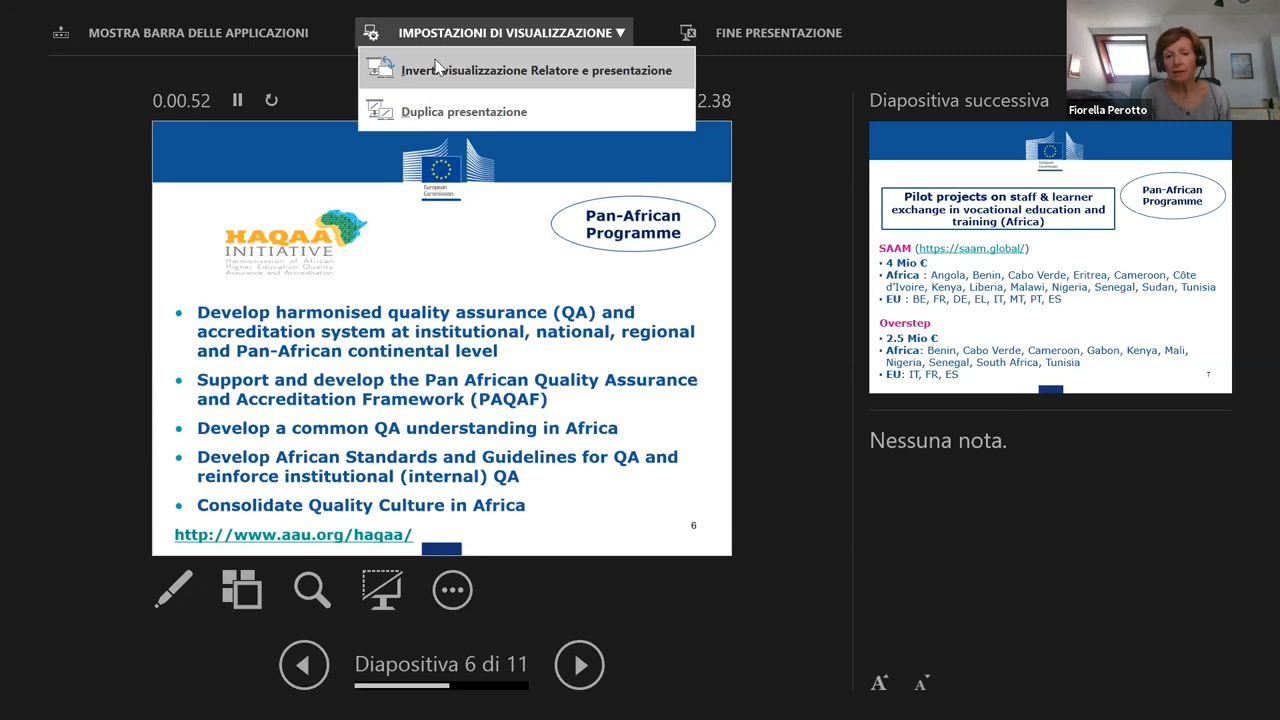 MOSTRA BARRA DELLE APPLICAZIONI
IMPOSTAZIONI DI VISUALIZZAZIONE ▼
FINE PRESENTAZIONE
Inverti visualizzazione Relatore e presentazione
Duplica presentazione
Fiorella Perotto
0.00.52
2.38
European
Commission
HAQAA
INITIATIVE
Harmonisation of African
Higher Education Quality
Assurance and Accreditation
Pan-African
Programme
• Develop harmonised quality assurance (QA) and
accreditation system at institutional, national, regional
and Pan-African continental level
• Support and develop the Pan African Quality Assurance
and Accreditation Framework (PAQAF)
• Develop a common QA understanding in Africa
• Develop African Standards and Guidelines for QA and
reinforce institutional (internal) QA
• Consolidate Quality Culture in Africa
http://www.aau.org/haqaa/
6
Diapositiva 6 di 11
Diapositiva successiva
Pilot projects on staff & learner
exchange in vocational education and
training (Africa)
Pan-African
Programme
SAAM (https://saam.global/)
• 4 Mio €
• Africa : Angola, Benin, Cabo Verde, Eritrea, Cameroon, Côte
d'Ivoire, Kenya, Liberia, Malawi, Nigeria, Senegal, Sudan, Tunisia
• EU : BE, FR, DE, EL, IT, MT, PT, ES
Overstep
• 2.5 Mio €
• Africa: Benin, Cabo Verde, Cameroon, Gabon, Kenya, Mali,
Nigeria, Senegal, South Africa, Tunisia
• EU: IT, FR, ES
7
Nessuna nota.
A A